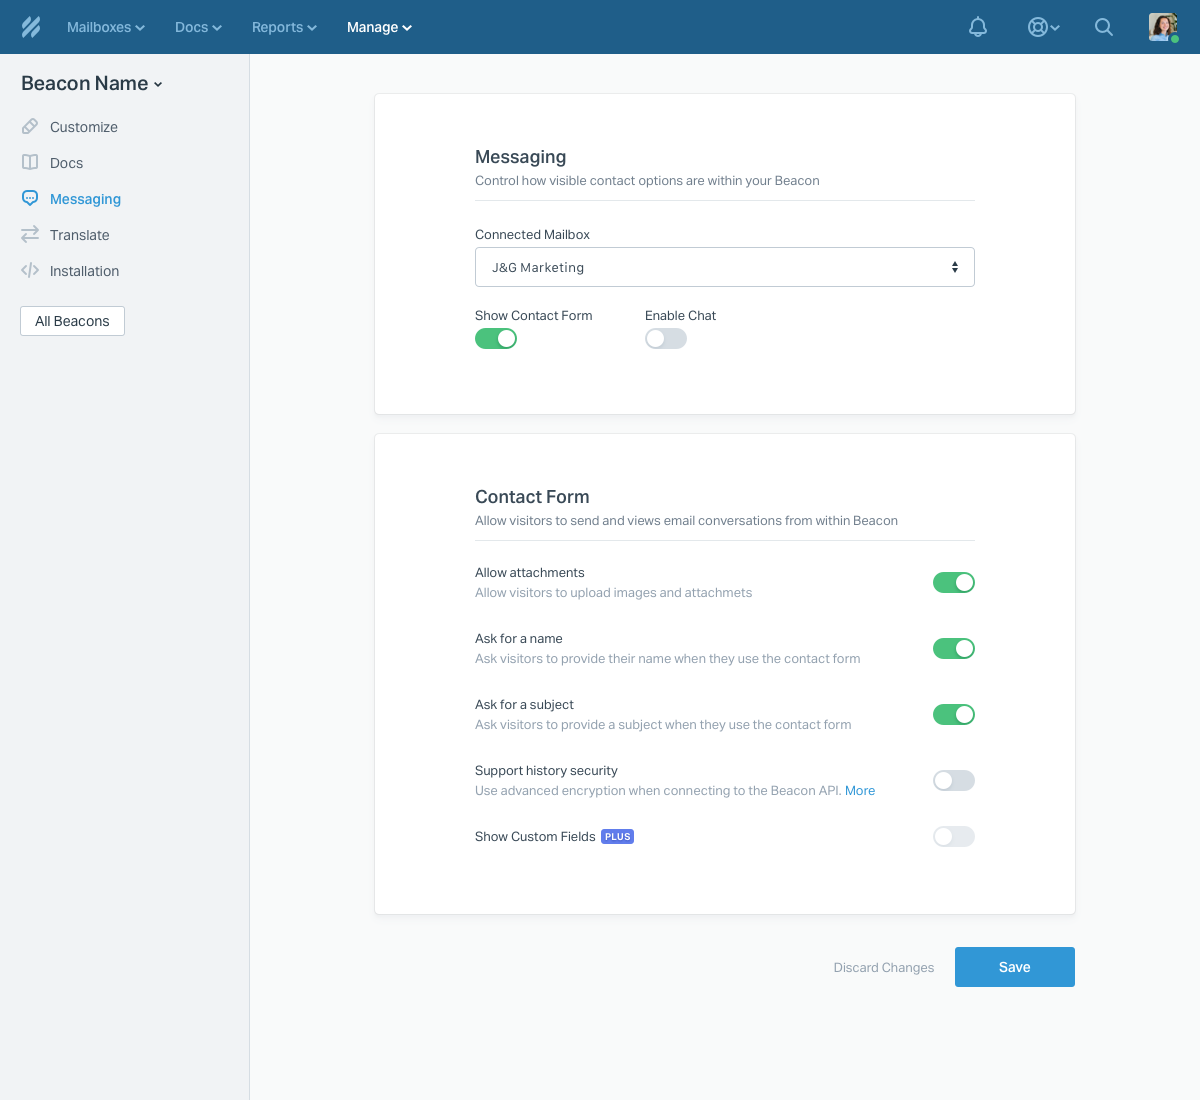 Mailboxes Docs Reports Manage
Beacon Name
Customize
Docs
Messaging
Translate
Installation
All Beacons
Messaging
Control how visible contact options are within your Beacon
Connected Mailbox
J&G Marketing
Show Contact Form Enable Chat
Contact Form
Allow visitors to send and views email conversations from within Beacon
Allow attachments
Allow visitors to upload images and attachmets
Ask for a name
Ask visitors to provide their name when they use the contact form
Ask for a subject
Ask visitors to provide a subject when they use the contact form
Support history security
Use advanced encryption when connecting to the Beacon API. More
Show Custom Fields PLUS
Discard Changes Save